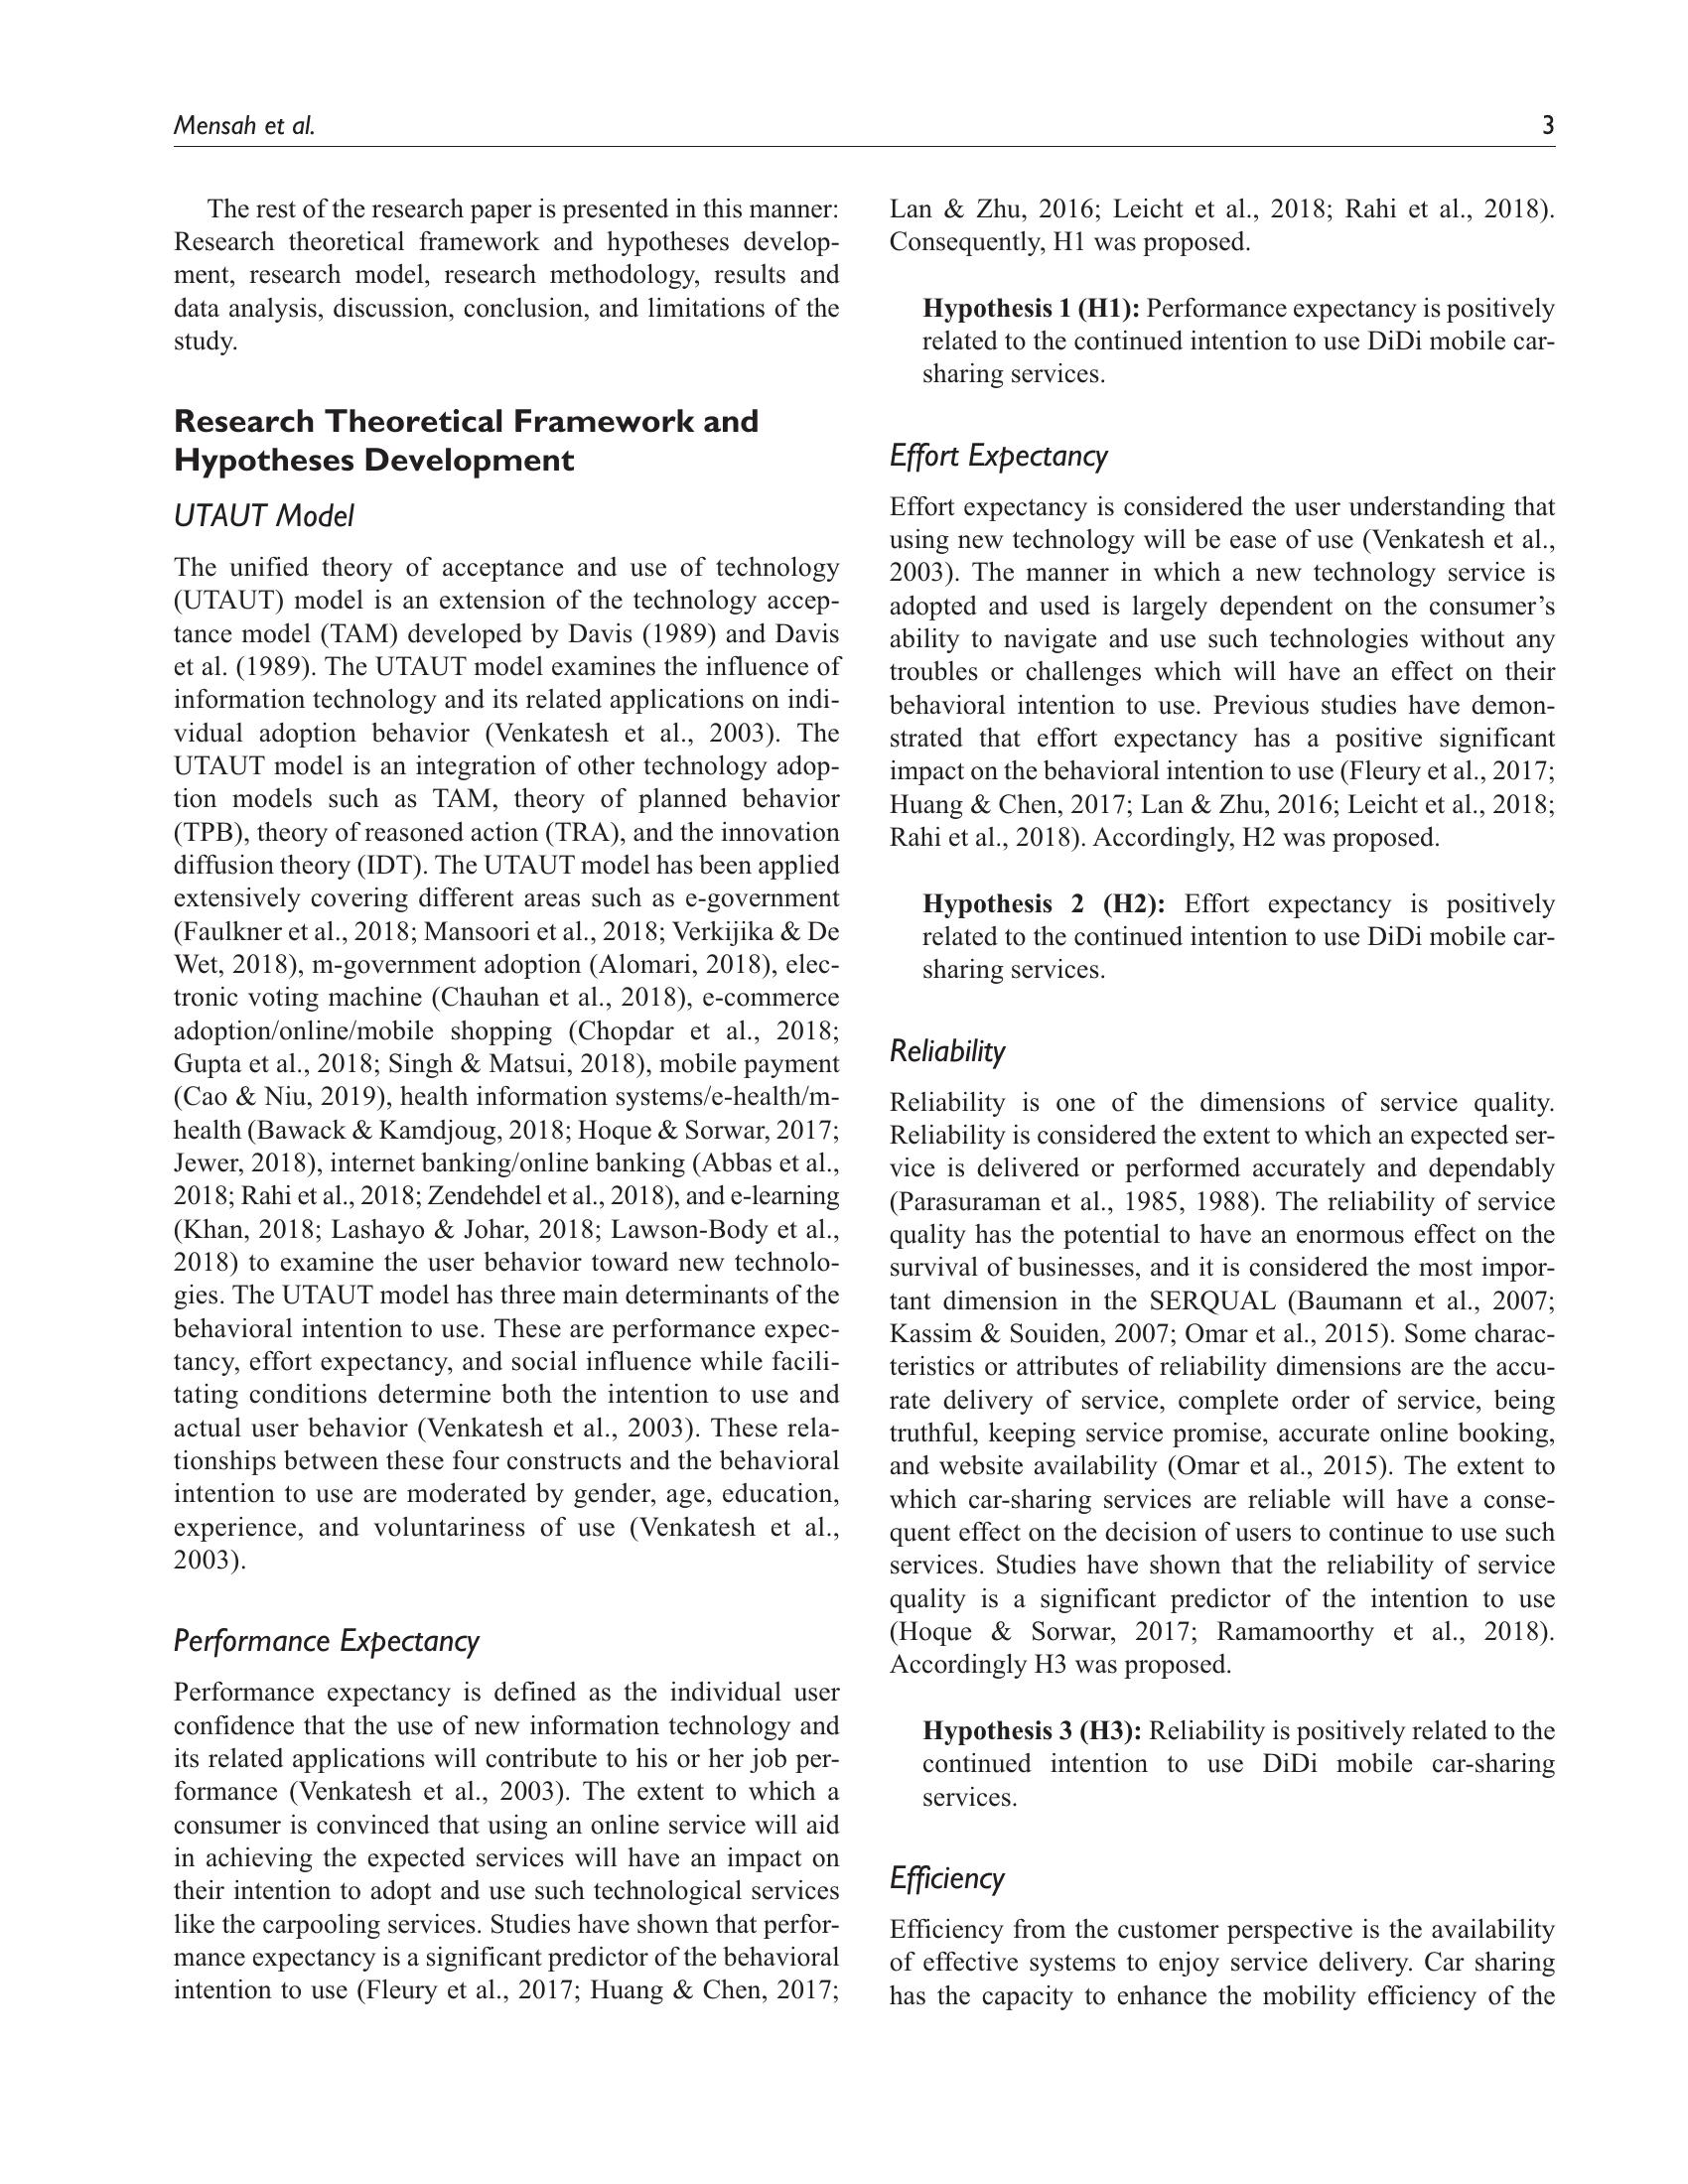 Mensah et al.
3
The rest of the research paper is presented in this manner:
Research theoretical framework and hypotheses develop-
ment, research model, research methodology, results and
data analysis, discussion, conclusion, and limitations of the
study.
Research Theoretical Framework and
Hypotheses Development
UTAUT Model
The unified theory of acceptance and use of technology
(UTAUT) model is an extension of the technology accep-
tance model (TAM) developed by Davis (1989) and Davis
et al. (1989). The UTAUT model examines the influence of
information technology and its related applications on indi-
vidual adoption behavior (Venkatesh et al., 2003). The
UTAUT model is an integration of other technology adop-
tion models such as TAM, theory of planned behavior
(TPB), theory of reasoned action (TRA), and the innovation
diffusion theory (IDT). The UTAUT model has been applied
extensively covering different areas such as e-government
(Faulkner et al., 2018; Mansoori et al., 2018; Verkijika & De
Wet, 2018), m-government adoption (Alomari, 2018), elec-
tronic voting machine (Chauhan et al., 2018), e-commerce
adoption/online/mobile shopping (Chopdar et al., 2018;
Gupta et al., 2018; Singh & Matsui, 2018), mobile payment
(Cao & Niu, 2019), health information systems/e-health/m-
health (Bawack & Kamdjoug, 2018; Hoque & Sorwar, 2017;
Jewer, 2018), internet banking/online banking (Abbas et al.,
2018; Rahi et al., 2018; Zendehdel et al., 2018), and e-learning
(Khan, 2018; Lashayo & Johar, 2018; Lawson-Body et al.,
2018) to examine the user behavior toward new technolo-
gies. The UTAUT model has three main determinants of the
behavioral intention to use. These are performance expec-
tancy, effort expectancy, and social influence while facili-
tating conditions determine both the intention to use and
actual user behavior (Venkatesh et al., 2003). These rela-
tionships between these four constructs and the behavioral
intention to use are moderated by gender, age, education,
experience, and voluntariness of use (Venkatesh et al.,
2003).
Performance Expectancy
Performance expectancy is defined as the individual user
confidence that the use of new information technology and
its related applications will contribute to his or her job per-
formance (Venkatesh et al., 2003). The extent to which a
consumer is convinced that using an online service will aid
in achieving the expected services will have an impact on
their intention to adopt and use such technological services
like the carpooling services. Studies have shown that perfor-
mance expectancy is a significant predictor of the behavioral
intention to use (Fleury et al., 2017; Huang & Chen, 2017;
Lan & Zhu, 2016; Leicht et al., 2018; Rahi et al., 2018).
Consequently, H1 was proposed.
Hypothesis 1 (H1): Performance expectancy is positively
related to the continued intention to use DiDi mobile car-
sharing services.
Effort Expectancy
Effort expectancy is considered the user understanding that
using new technology will be ease of use (Venkatesh et al.,
2003). The manner in which a new technology service is
adopted and used is largely dependent on the consumer’s
ability to navigate and use such technologies without any
troubles or challenges which will have an effect on their
behavioral intention to use. Previous studies have demon-
strated that effort expectancy has a positive significant
impact on the behavioral intention to use (Fleury et al., 2017;
Huang & Chen, 2017; Lan & Zhu, 2016; Leicht et al., 2018;
Rahi et al., 2018). Accordingly, H2 was proposed.
Hypothesis 2 (H2): Effort expectancy is positively
related to the continued intention to use DiDi mobile car-
sharing services.
Reliability
Reliability is one of the dimensions of service quality.
Reliability is considered the extent to which an expected ser-
vice is delivered or performed accurately and dependably
(Parasuraman et al., 1985, 1988). The reliability of service
quality has the potential to have an enormous effect on the
survival of businesses, and it is considered the most impor-
tant dimension in the SERQUAL (Baumann et al., 2007;
Kassim & Souiden, 2007; Omar et al., 2015). Some charac-
teristics or attributes of reliability dimensions are the accu-
rate delivery of service, complete order of service, being
truthful, keeping service promise, accurate online booking,
and website availability (Omar et al., 2015). The extent to
which car-sharing services are reliable will have a conse-
quent effect on the decision of users to continue to use such
services. Studies have shown that the reliability of service
quality is a significant predictor of the intention to use
(Hoque & Sorwar, 2017; Ramamoorthy et al., 2018).
Accordingly H3 was proposed.
Hypothesis 3 (H3): Reliability is positively related to the
continued intention to use DiDi mobile car-sharing
services.
Efficiency
Efficiency from the customer perspective is the availability
of effective systems to enjoy service delivery. Car sharing
has the capacity to enhance the mobility efficiency of the